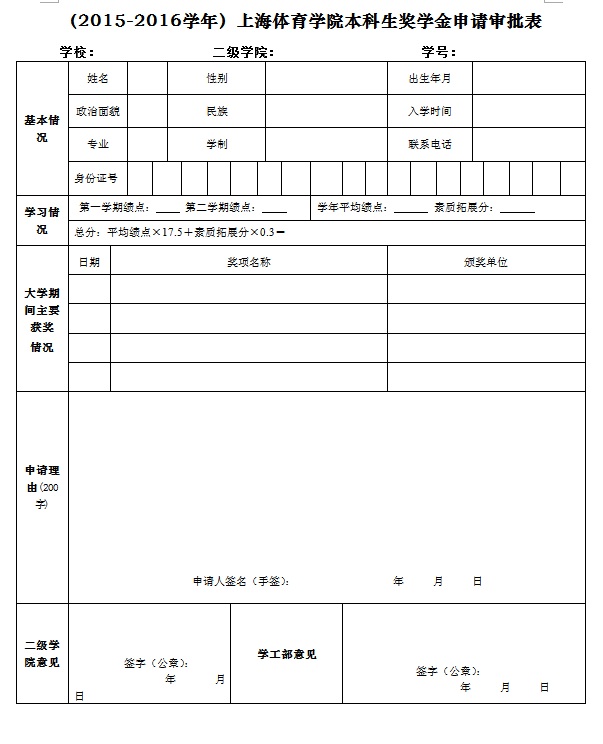 (2015-2016学年) 上海体育学院本科生奖学金申请审批表
学校： 二级学院： 学号：
基本情况
姓名 性别 出生年月
政治面貌 民族 入学时间
专业 学制 联系电话
身份证号
学习情况
第一学期绩点：____ 第二学期绩点：____ 学年平均绩点：______ 素质拓展分：______
总分：平均绩点×17.5＋素质拓展分×0.3＝
大学期间主要获奖情况
日期 奖项名称 颁奖单位
申请理由(200字)
申请人签名（手签）： 年 月 日
二级学院意见
签字（公章）：
年 月
日
学工部意见
签字（公章）：
年 月 日